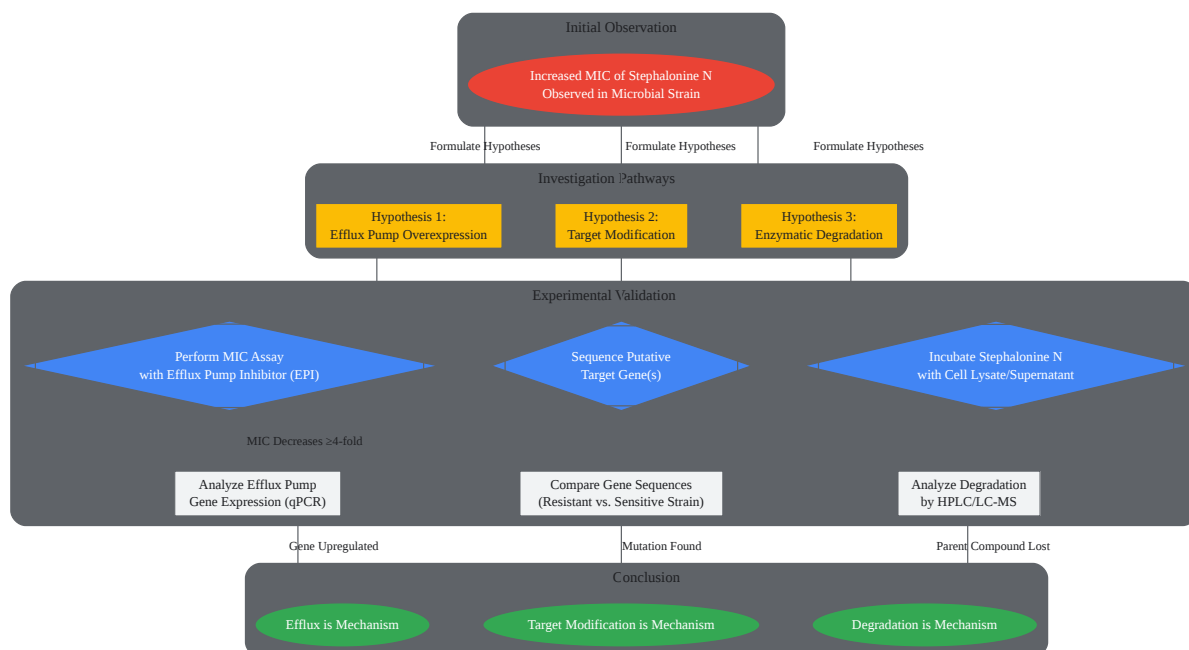 Initial Observation
Increased MIC of Stephalonine N
Observed in Microbial Strain
Formulate Hypotheses
Formulate Hypotheses
Formulate Hypotheses
Investigation Pathways
Hypothesis 1:
Efflux Pump Overexpression
Hypothesis 2:
Target Modification
Hypothesis 3:
Enzymatic Degradation
Experimental Validation
Perform MIC Assay
with Efflux Pump Inhibitor (EPI)
Sequence Putative
Target Gene(s)
Incubate Stephalonine N
with Cell Lysate/Supernatant
MIC Decreases ≥4-fold
Analyze Efflux Pump
Gene Expression (qPCR)
Compare Gene Sequences
(Resistant vs. Sensitive Strain)
Analyze Degradation
by HPLC/LC-MS
Gene Upregulated
Mutation Found
Parent Compound Lost
Conclusion
Efflux is Mechanism
Target Modification is Mechanism
Degradation is Mechanism